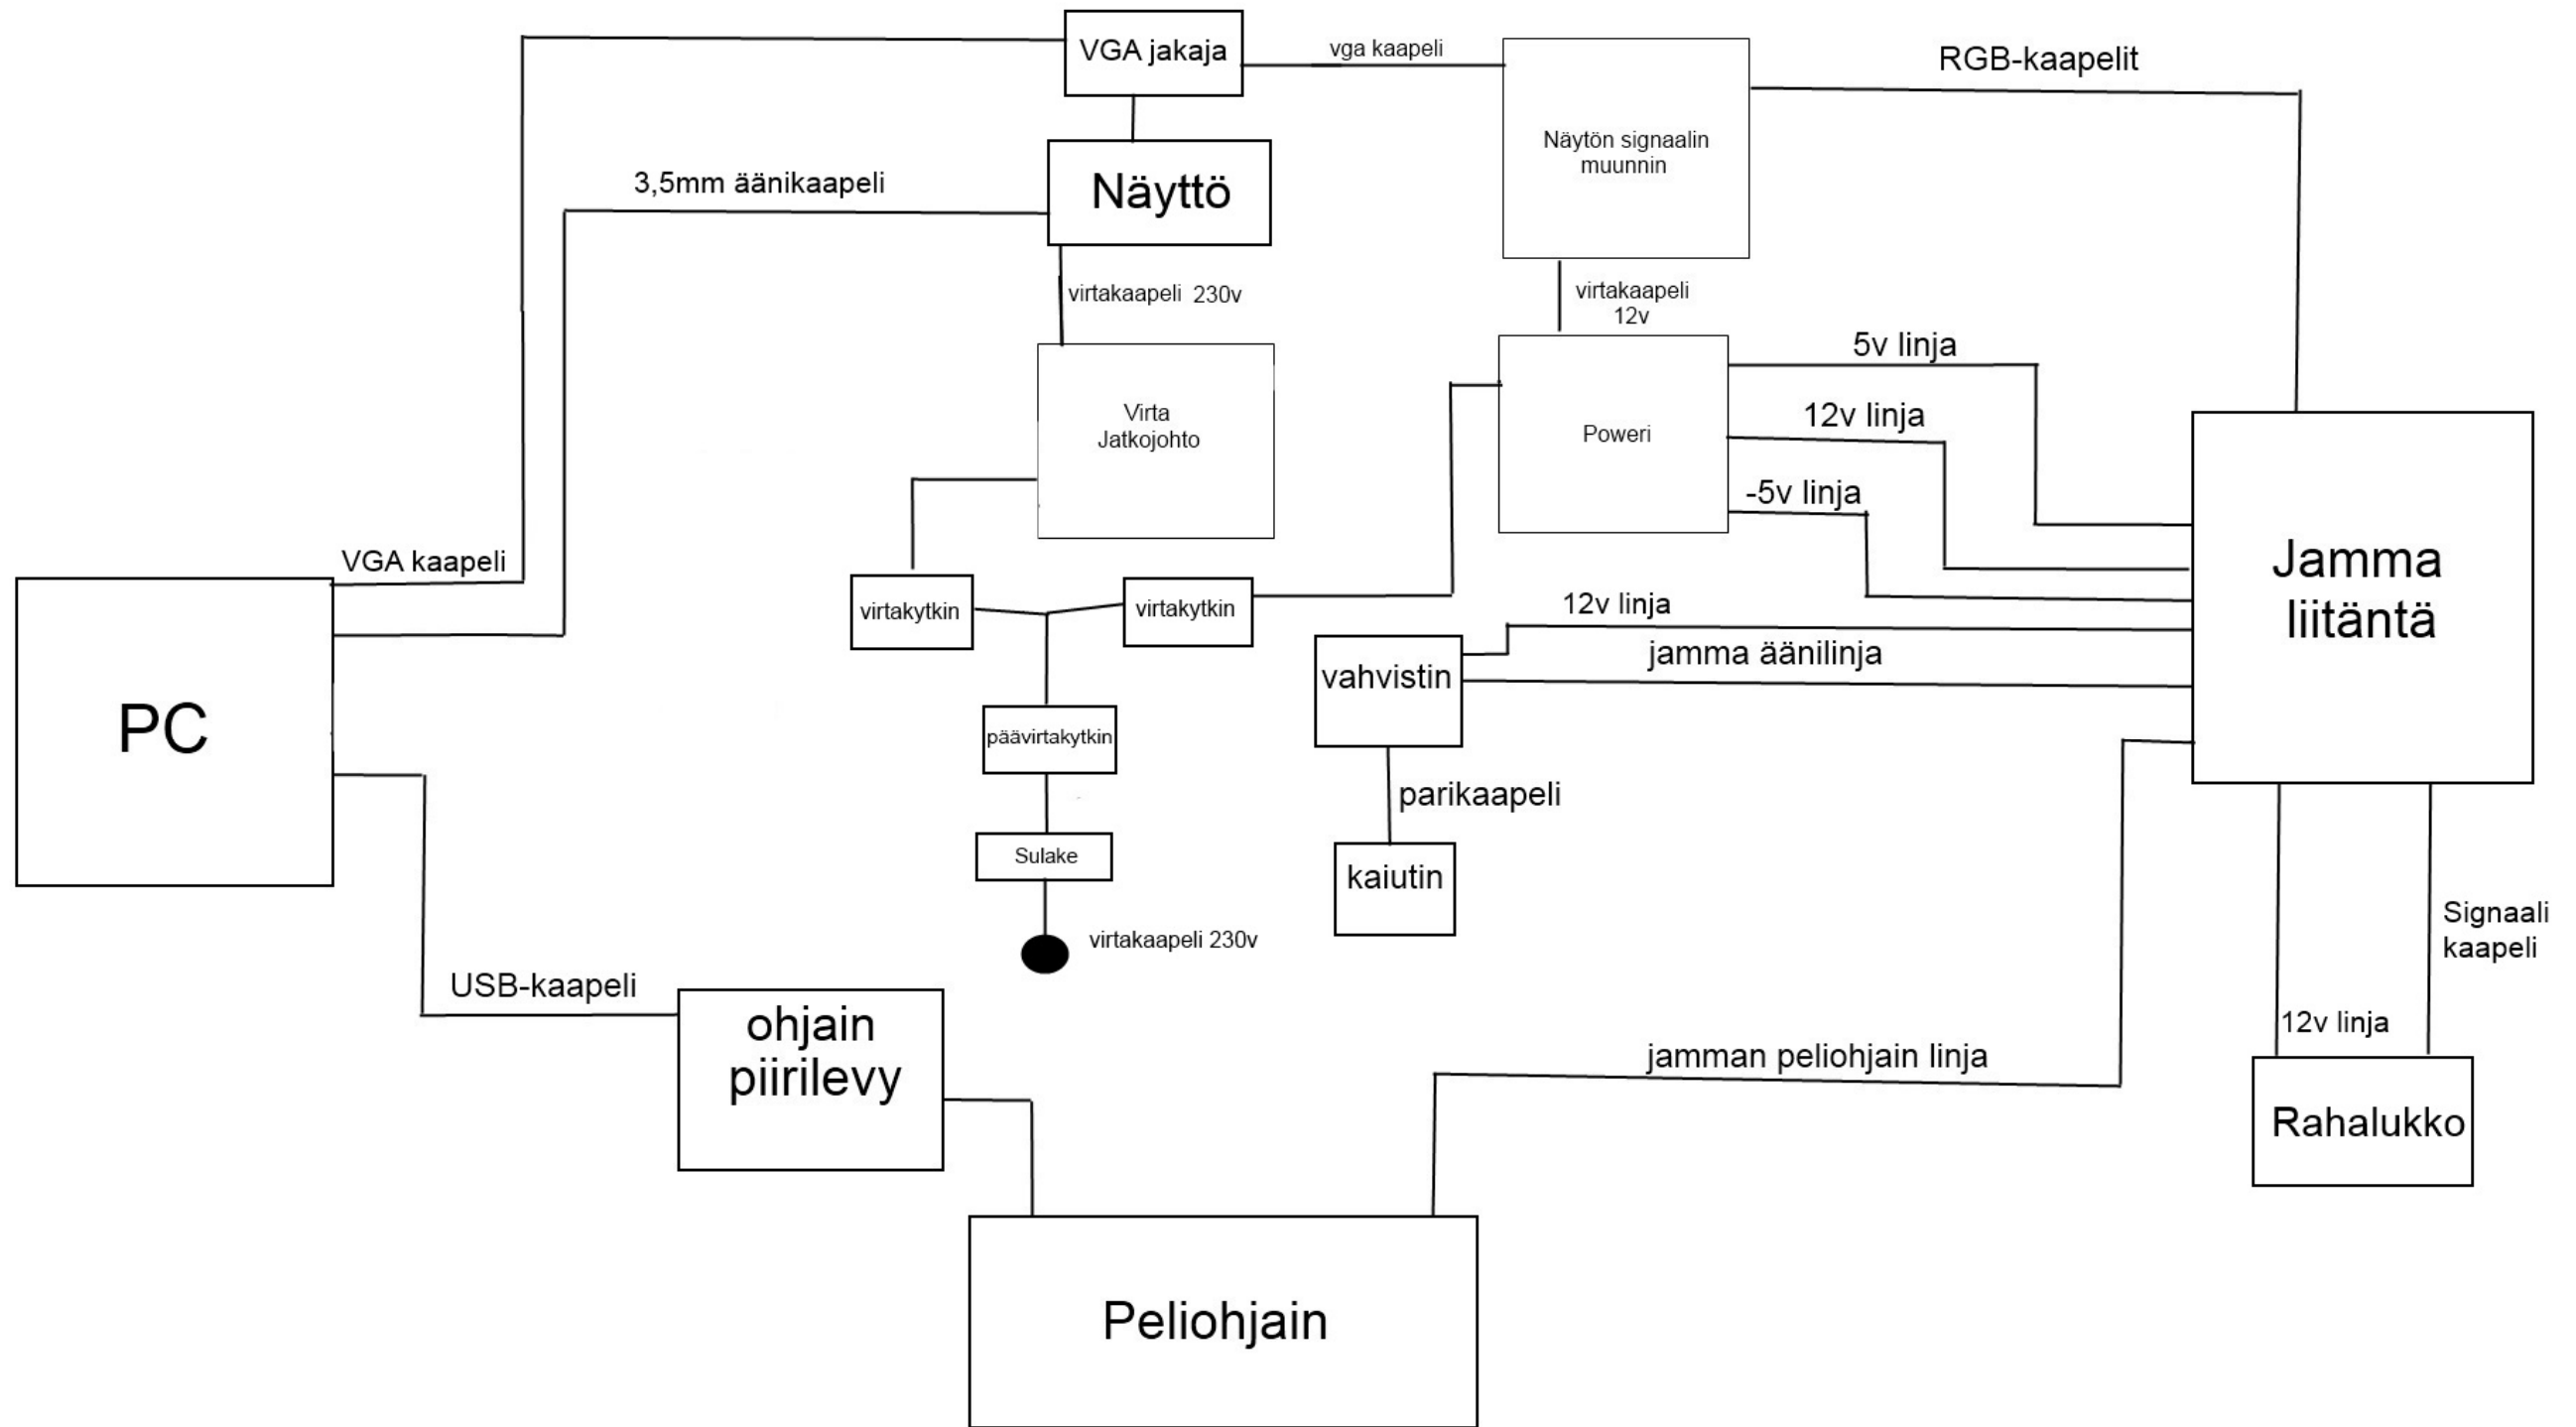 VGA jakaja
vga kaapeli
RGB-kaapelit
Näytön signaalin
muunnin
3,5mm äänikaapeli
Näyttö
virtakaapeli 230v
virtakaapeli
12v
5v linja
Virta
Jatkojohto
12v linja
Poweri
-5v linja
VGA kaapeli
Jamma
liitäntä
virtakytkin
virtakytkin
12v linja
jamma äänilinja
vahvistin
PC
päävirtakytkin
parikaapeli
Sulake
kaiutin
Signaali
kaapeli
virtakaapeli 230v
USB-kaapeli
12v linja
ohjain
piirilevy
jamman peliohjain linja
Rahalukko
Peliohjain